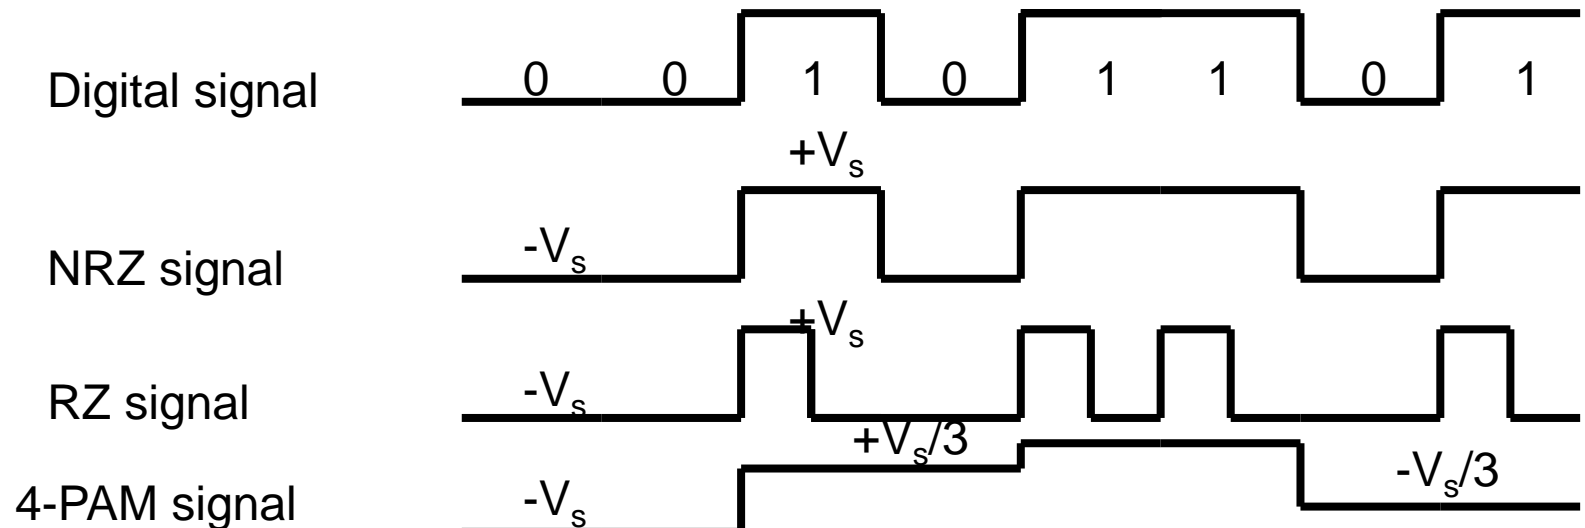 Digital signal 0 0 1 0 1 1 0 1
+Vs
NRZ signal -Vs
+Vs
RZ signal -Vs
+Vs/3
-Vs/3
4-PAM signal -Vs